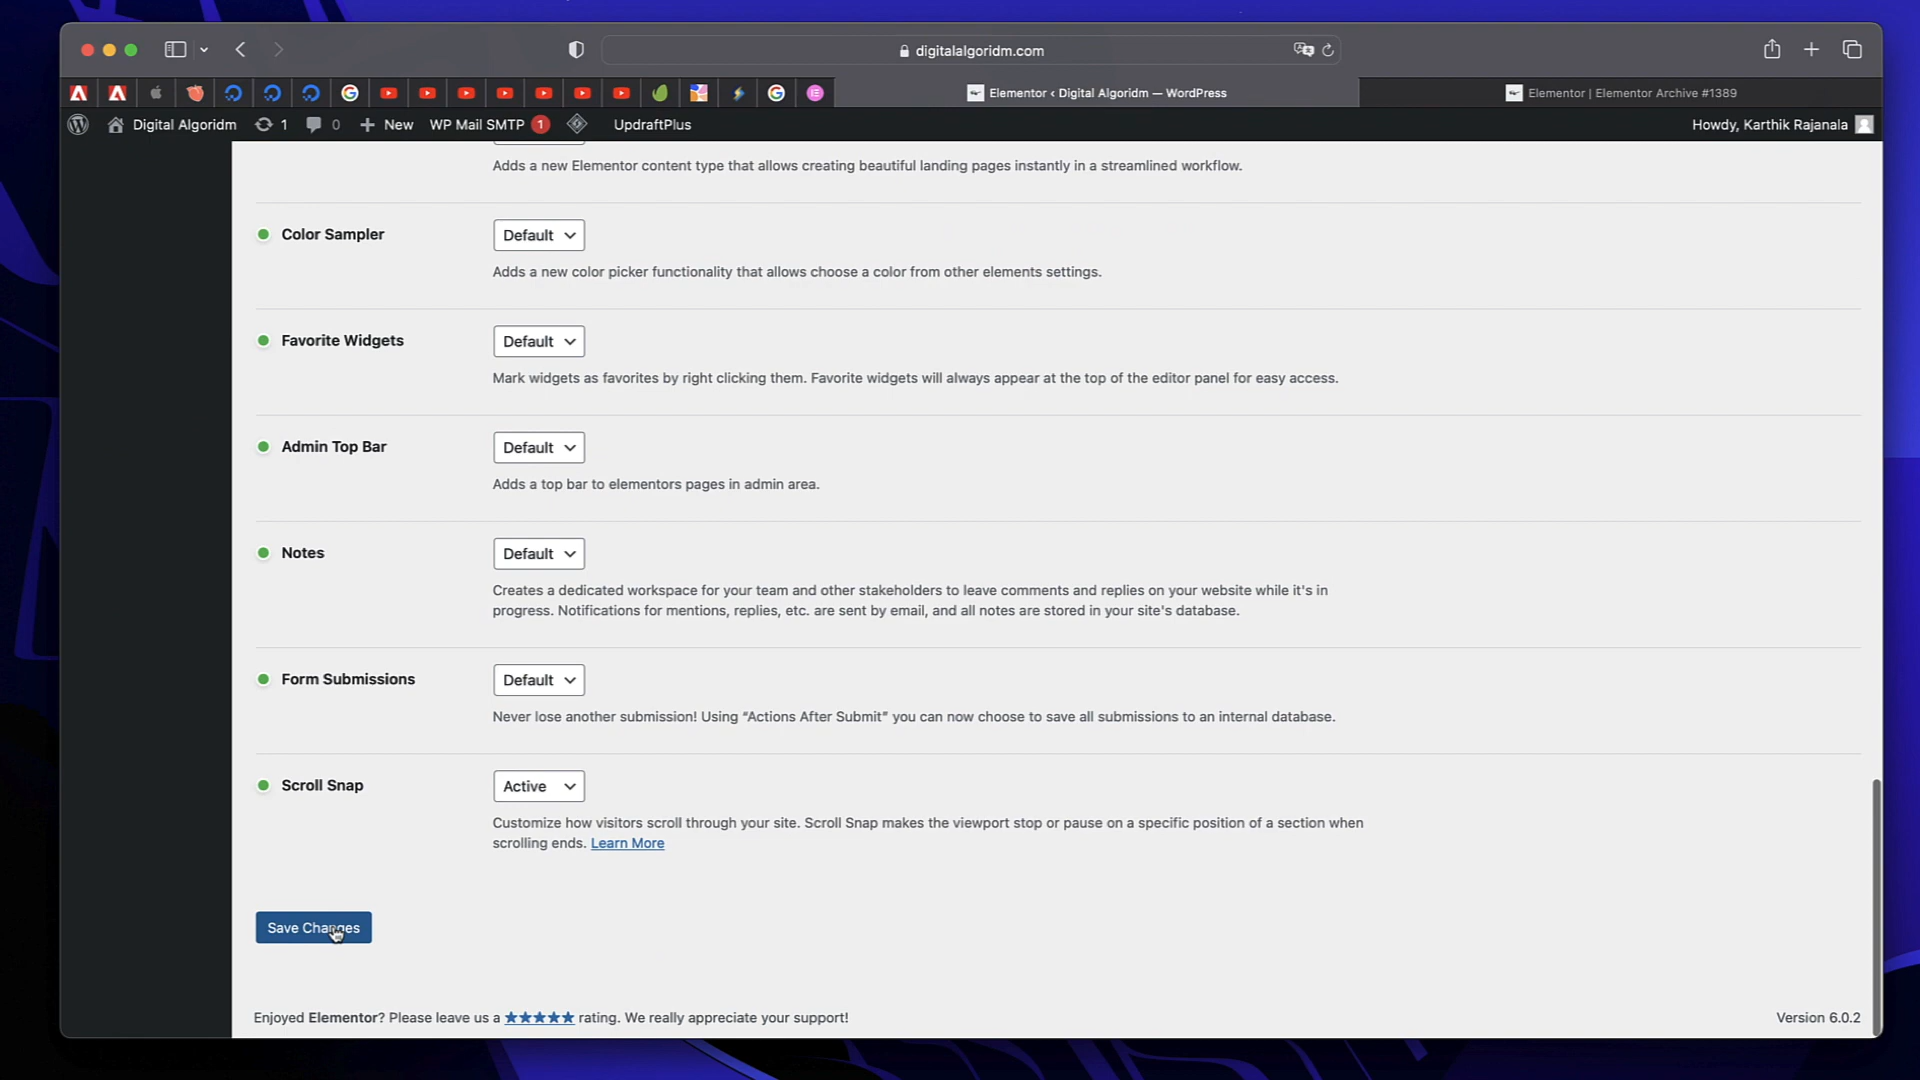 digitalalgoridm.com
Elementor ‹ Digital Algoridm — WordPress
Elementor | Elementor Archive #1389
Digital Algoridm
1
0
New
WP Mail SMTP
1
UpdraftPlus
Howdy, Karthik Rajanala
Adds a new Elementor content type that allows creating beautiful landing pages instantly in a streamlined workflow.
Color Sampler
Default
Adds a new color picker functionality that allows choose a color from other elements settings.
Favorite Widgets
Default
Mark widgets as favorites by right clicking them. Favorite widgets will always appear at the top of the editor panel for easy access.
Admin Top Bar
Default
Adds a top bar to elementors pages in admin area.
Notes
Default
Creates a dedicated workspace for your team and other stakeholders to leave comments and replies on your website while it's in
progress. Notifications for mentions, replies, etc. are sent by email, and all notes are stored in your site's database.
Form Submissions
Default
Never lose another submission! Using “Actions After Submit” you can now choose to save all submissions to an internal database.
Scroll Snap
Active
Customize how visitors scroll through your site. Scroll Snap makes the viewport stop or pause on a specific position of a section when
scrolling ends. Learn More
Save Changes
Enjoyed Elementor? Please leave us a ★★★★★ rating. We really appreciate your support!
Version 6.0.2